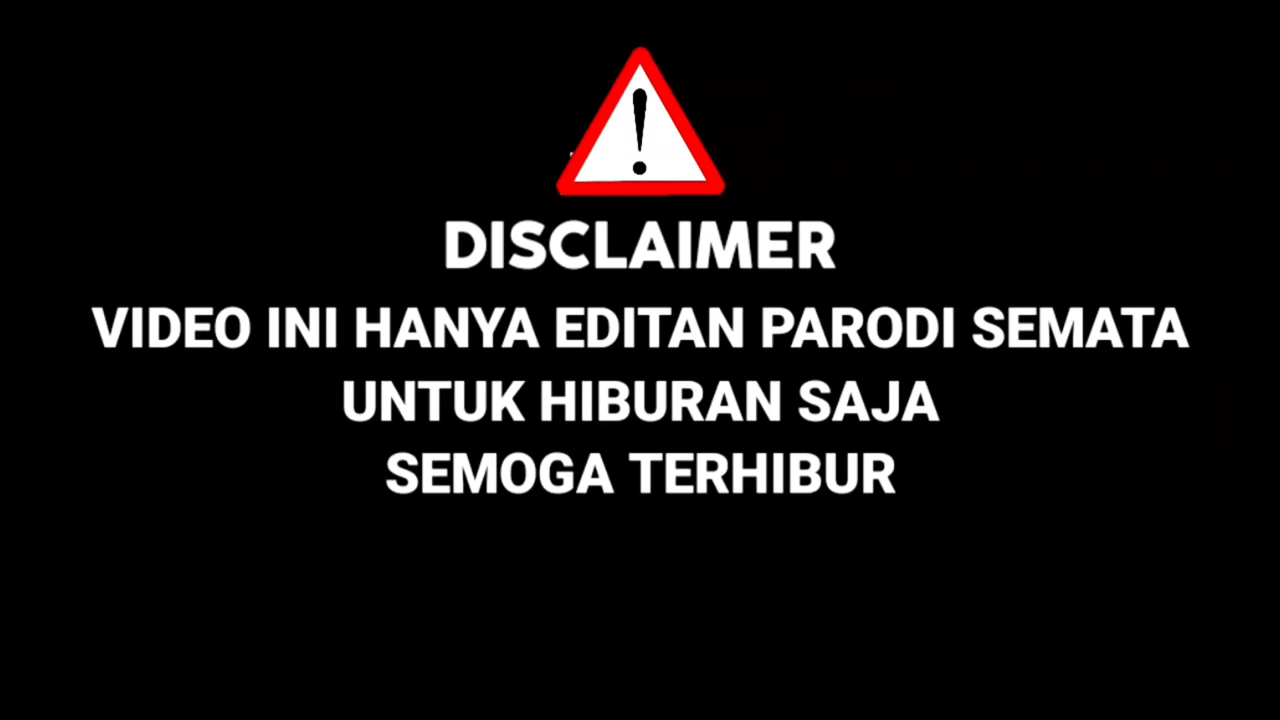 DISCLAIMER
VIDEO INI HANYA EDITAN PARODI SEMATA
UNTUK HIBURAN SAJA
SEMOGA TERHIBUR